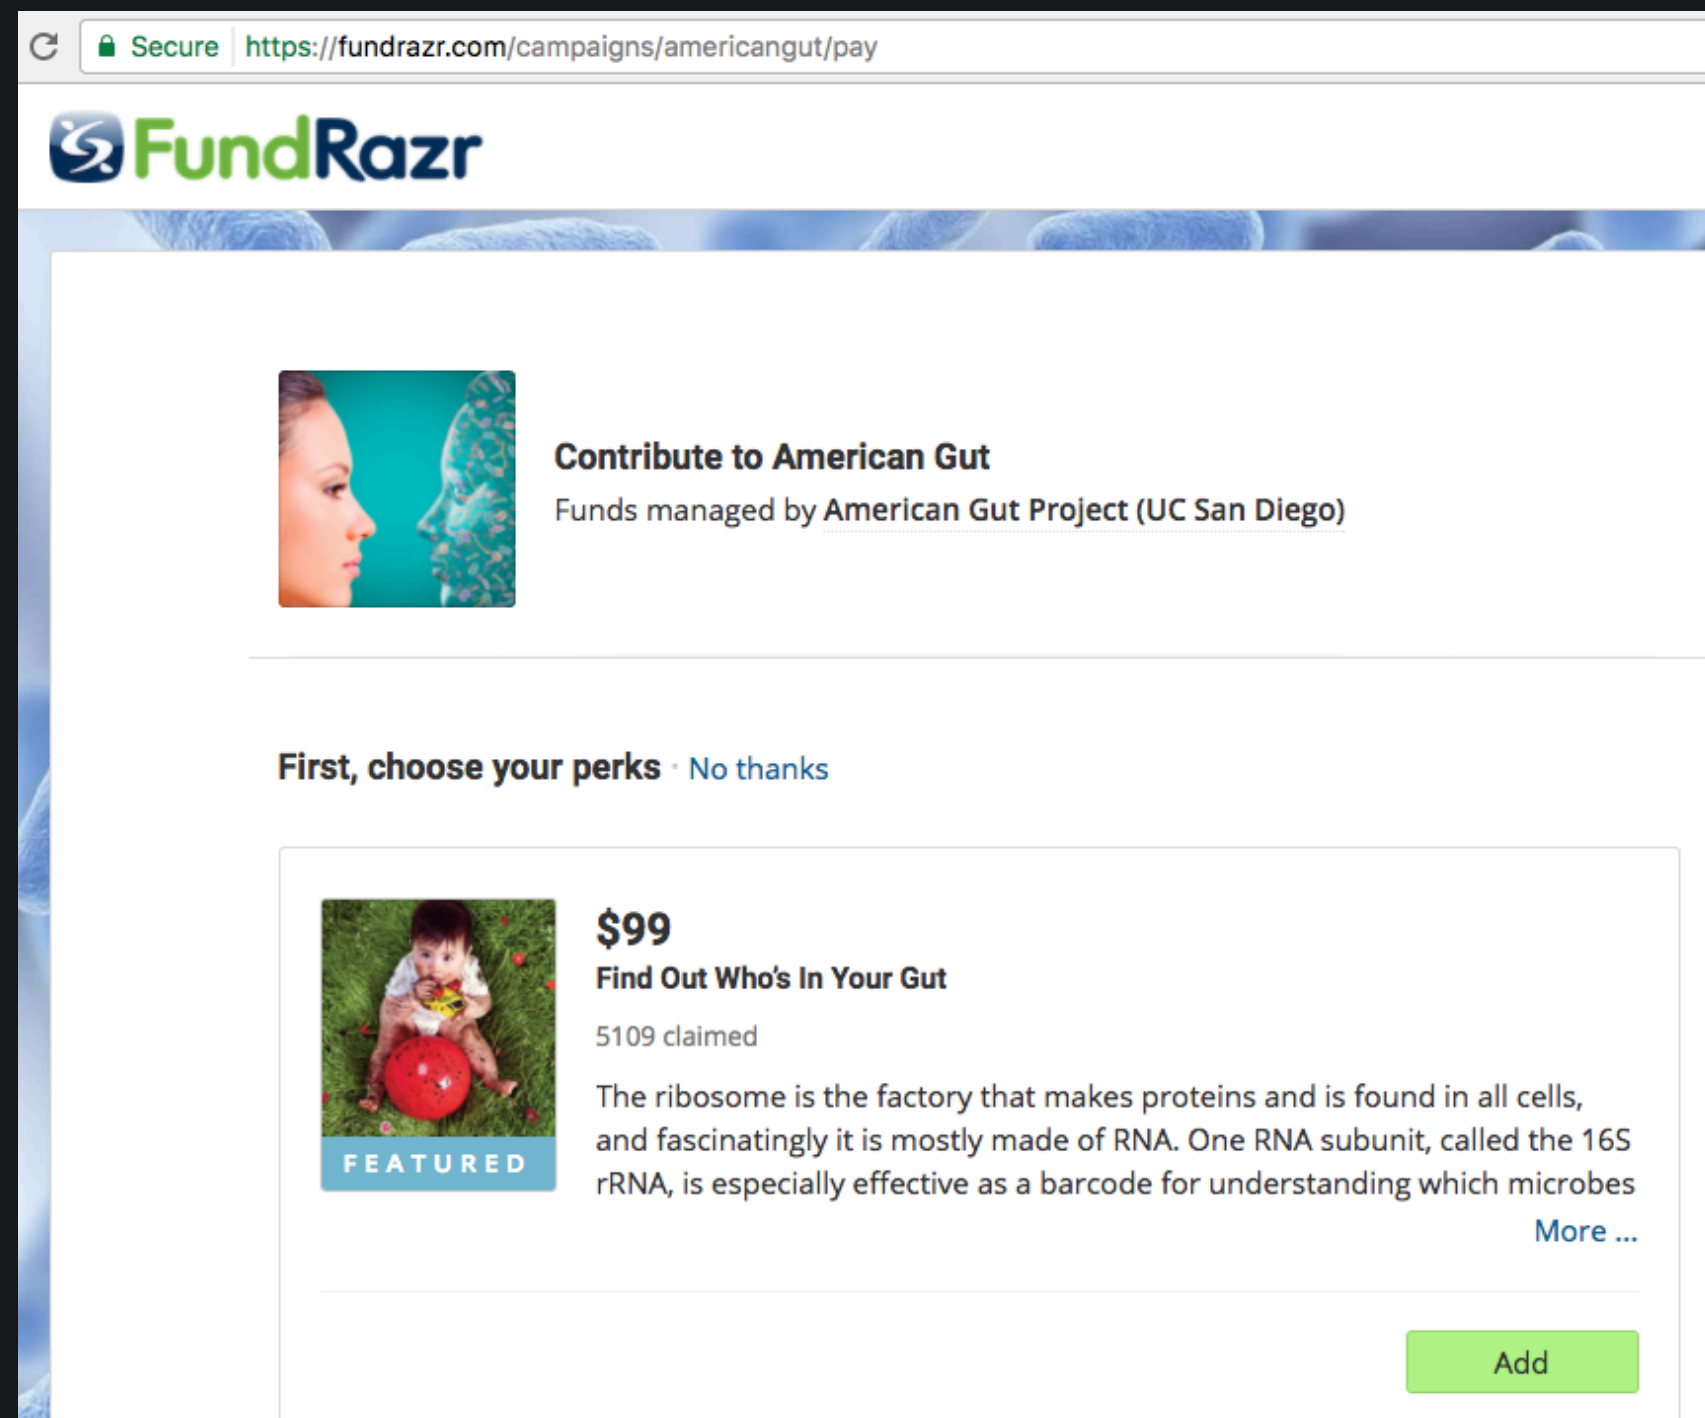 Secure https://fundrazr.com/campaigns/americangut/pay
FundRazr
Contribute to American Gut
Funds managed by American Gut Project (UC San Diego)
First, choose your perks · No thanks
$99
Find Out Who's In Your Gut
5109 claimed
The ribosome is the factory that makes proteins and is found in all cells,
and fascinatingly it is mostly made of RNA. One RNA subunit, called the 16S
rRNA, is especially effective as a barcode for understanding which microbes
More ...
FEATURED
Add